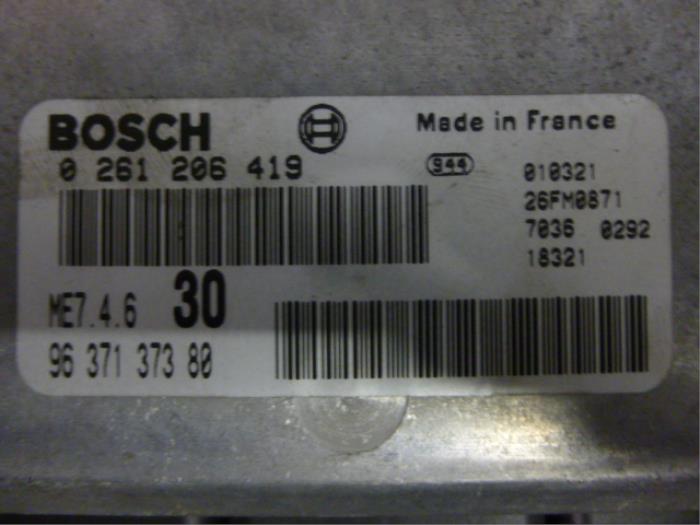 BOSCH
Made in France
0 261 206 419
S44
010321
26FM0871
7036 0292
18321
ME7.4.6 30
96 371 373 80